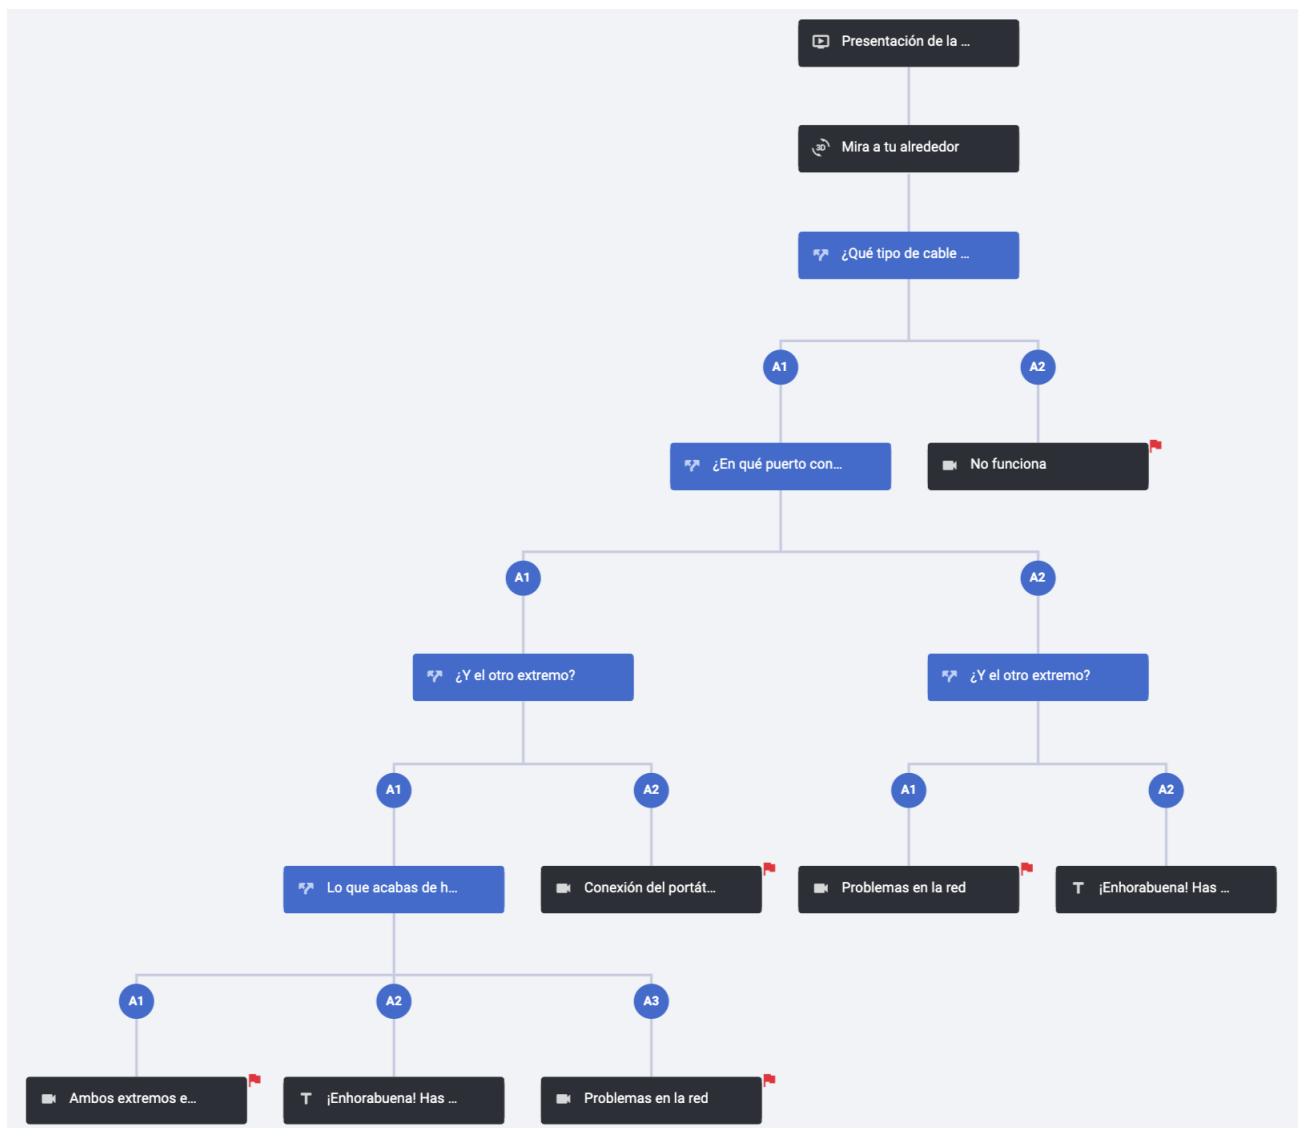 Presentación de la ...
3D
Mira a tu alrededor
¿Qué tipo de cable ...
A1
A2
¿En qué puerto con...
No funciona
A1
A2
¿Y el otro extremo?
¿Y el otro extremo?
A1
A2
A1
A2
Lo que acabas de h...
Conexión del portát...
Problemas en la red
T
¡Enhorabuena! Has ...
A1
A2
A3
Ambos extremos e...
T
¡Enhorabuena! Has ...
Problemas en la red